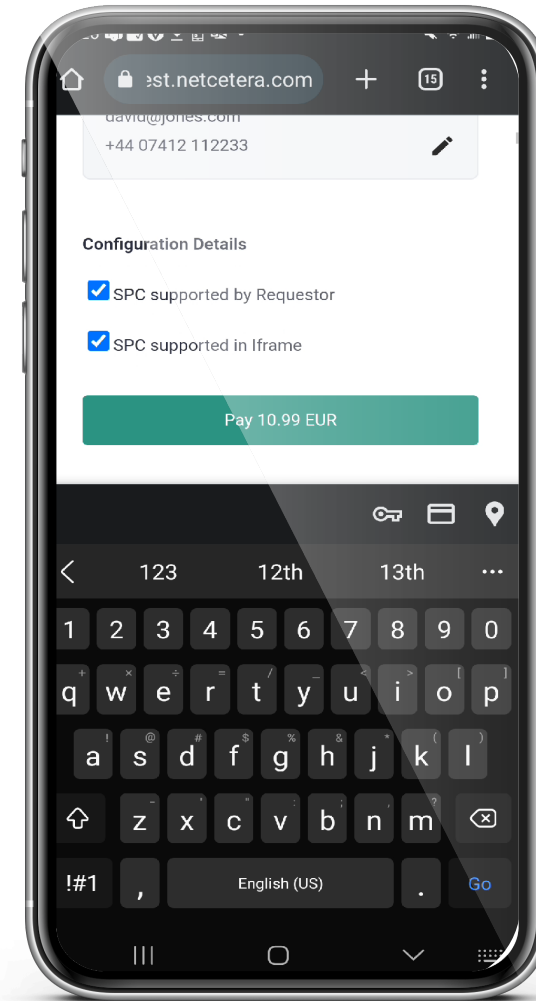 est.netcetera.com
15
david@jones.com
+44 07412 112233
Configuration Details
SPC supported by Requestor
SPC supported in Iframe
Pay 10.99 EUR
123 12th 13th
1 2 3 4 5 6 7 8 9 0
+ × ÷ = / _ < > [ ]
q w e r t y u i o p
! @ # $ % & * ( )
a s d f g h j k l
- ' " : ; , ?
z x c v b n m
!#1 , English (US) . Go